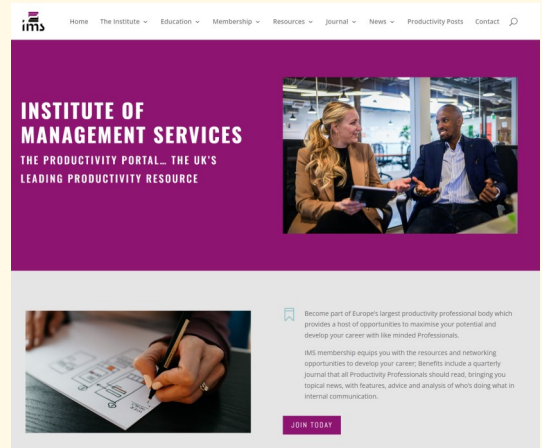 ims
Home The Institute Education Membership Resources Journal News Productivity Posts Contact
INSTITUTE OF
MANAGEMENT SERVICES
THE PRODUCTIVITY PORTAL… THE UK'S
LEADING PRODUCTIVITY RESOURCE
Become part of Europe's largest productivity professional body which
provides a host of opportunities to maximise your potential and
develop your career with like minded Professionals.
IMS membership equips you with the resources and networking
opportunities to develop your career; Benefits include a quarterly
Journal that all Productivity Professionals should read, bringing you
topical news, with features, advice and analysis of who's doing what in
internal communication.
JOIN TODAY